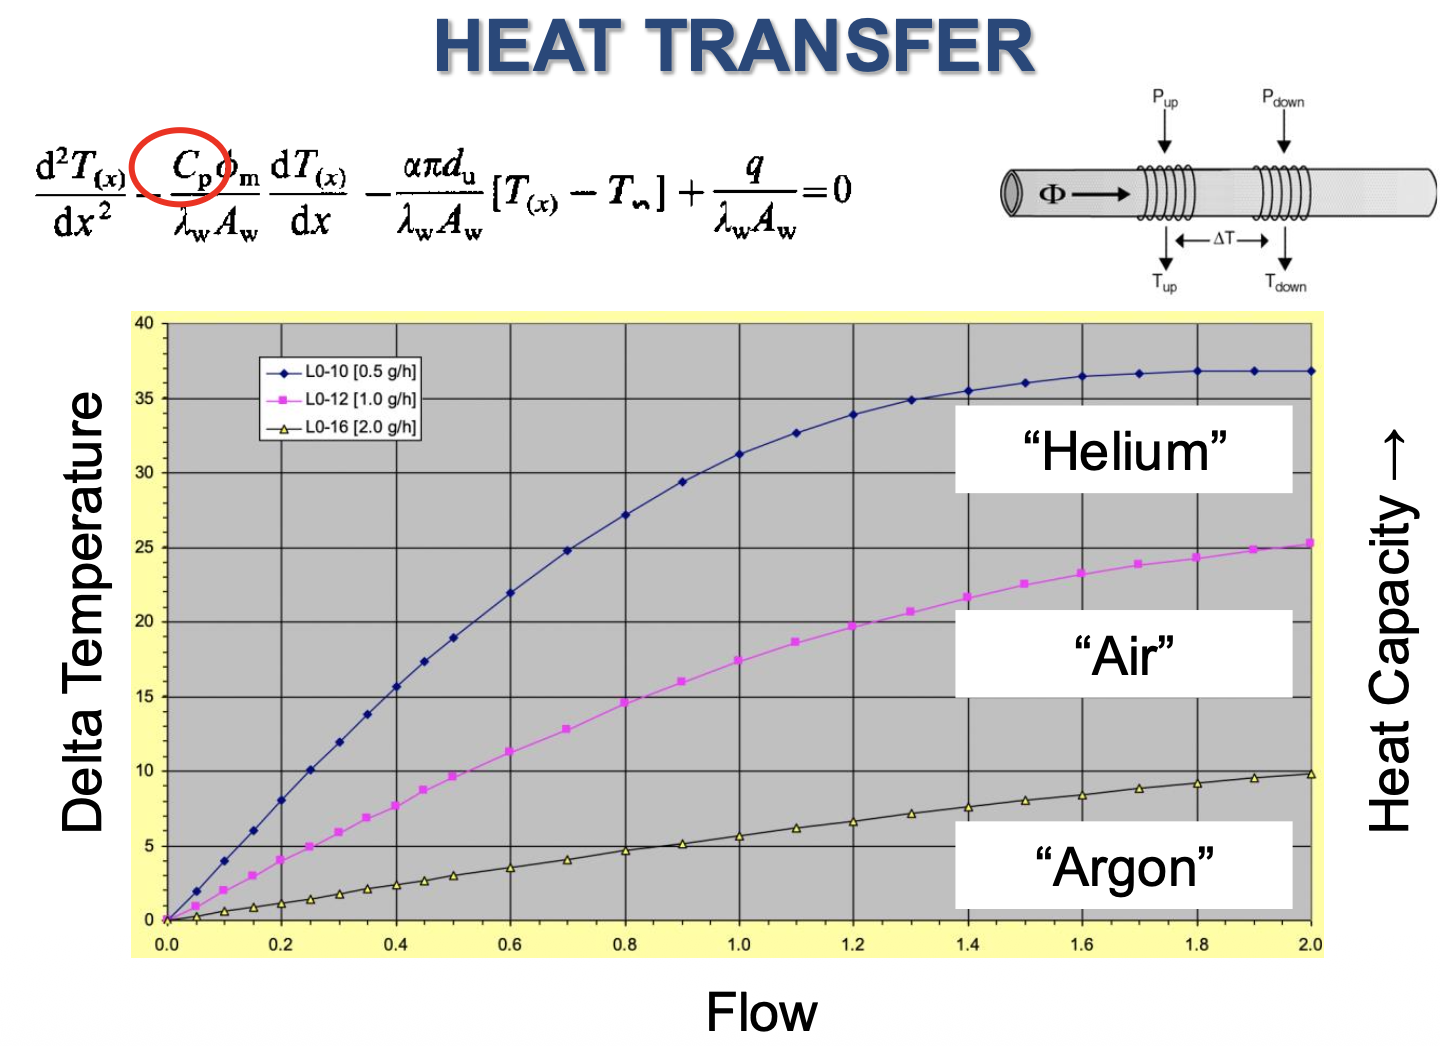 HEAT TRANSFER
d²T(x)/dx² − Cpϕm/λwAw dT(x)/dx − απdu/λwAw [T(x) − T] + q/λwAw = 0
Pup Pdown
Φ
ΔT
Tup Tdown
40
35
30
25
20
15
10
5
0
L0-10 [0.5 g/h]
L0-12 [1.0 g/h]
L0-16 [2.0 g/h]
“Helium”
“Air”
“Argon”
0.0 0.2 0.4 0.6 0.8 1.0 1.2 1.4 1.6 1.8 2.0
Delta Temperature
Heat Capacity →
Flow